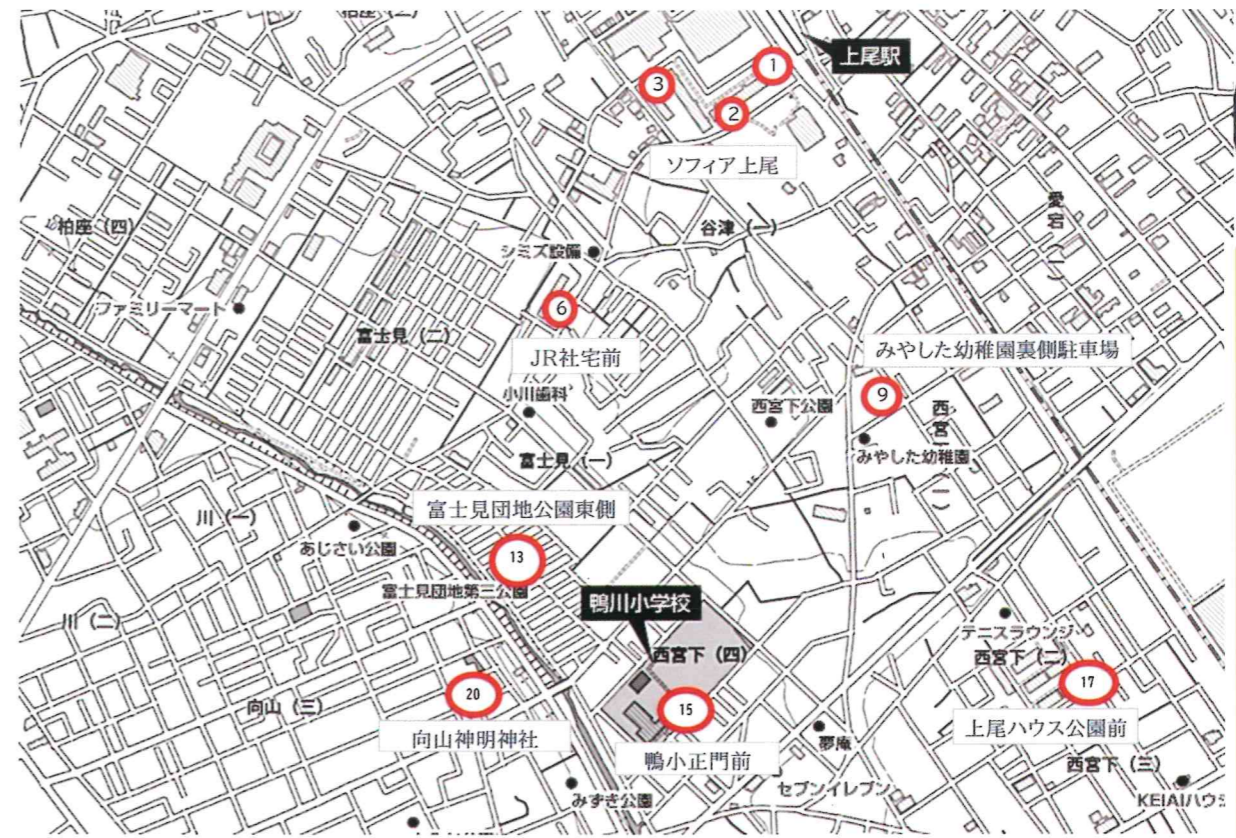 上尾駅
1
3
2
ソフィア上尾
愛宕（一）
柏座（四）
谷津（一）
シミズ設備
ファミリーマート
6
富士見（二）
JR社宅前
みやした幼稚園裏側駐車場
小川歯科
9
西宮下公園
みやした幼稚園
富士見（一）
富士見団地公園東側
川（一）
あじさい公園
13
富士見団地第三公園
鴨川小学校
川（二）
テニスラウンジ
西宮下（四）
西宮下（二）
17
20
向山（三）
15
上尾ハウス公園前
向山神明神社
夢庵
鴨小正門前
西宮下（三）
セブンイレブン
みずき公園
KEIAIハウジ